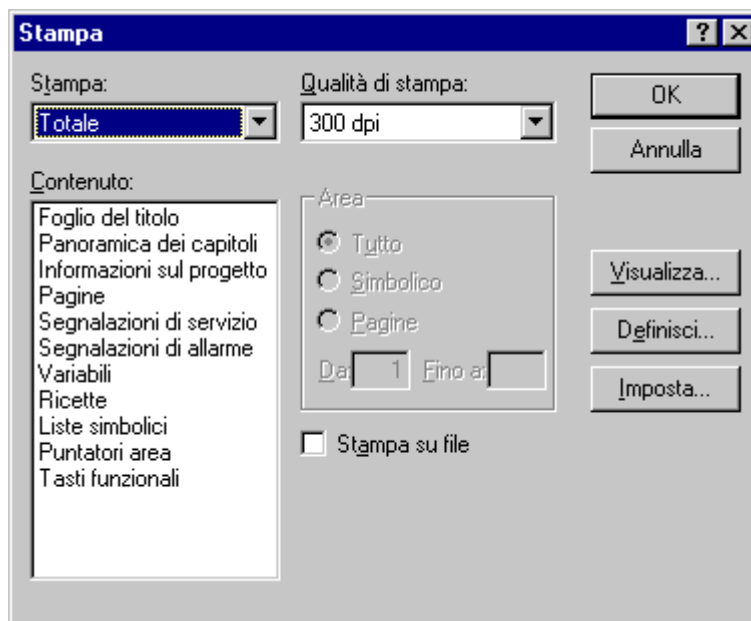 Stampa
Stampa:
Totale
Qualità di stampa:
300 dpi
OK
Annulla
Contenuto:
Foglio del titolo
Panoramica dei capitoli
Informazioni sul progetto
Pagine
Segnalazioni di servizio
Segnalazioni di allarme
Variabili
Ricette
Liste simbolici
Puntatori area
Tasti funzionali
Area
Tutto
Simbolico
Pagine
Da: 1 Fino a:
Stampa su file
Visualizza...
Definisci...
Imposta...